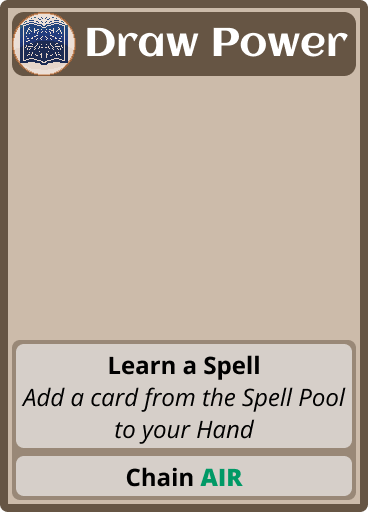 Draw Power
Learn a Spell
Add a card from the Spell Pool
to your Hand
Chain AIR